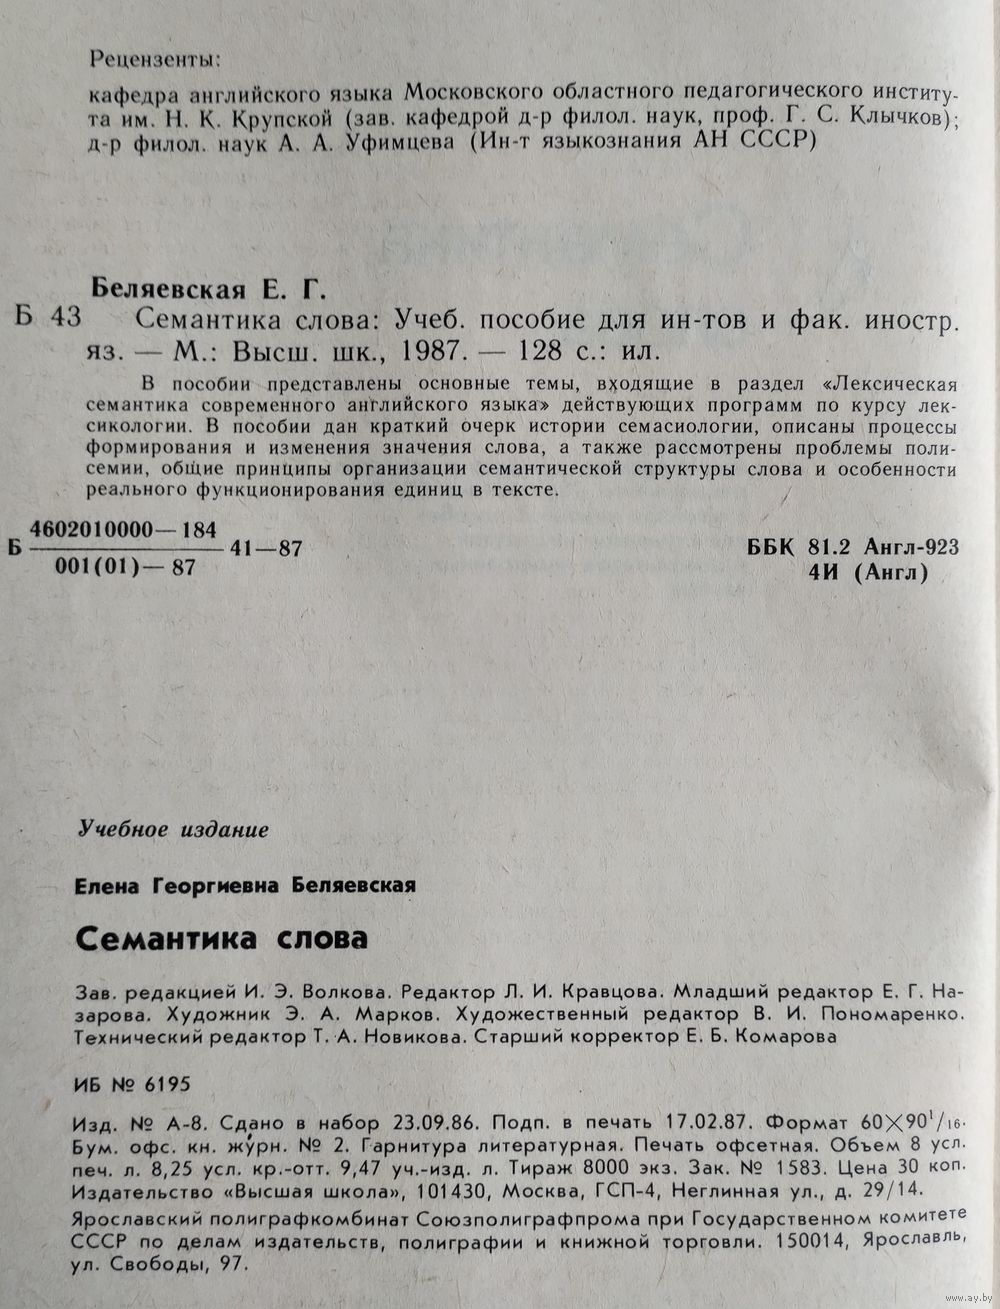 Рецензенты:
кафедра английского языка Московского областного педагогического институ-
та им. Н. К. Крупской (зав. кафедрой д-р филол. наук, проф. Г. С. Клычков);
д-р филол. наук А. А. Уфимцева (Ин-т языкознания АН СССР)
Беляевская Е. Г.
Б 43 Семантика слова: Учеб. пособие для ин-тов и фак. иностр.
яз. — М.: Высш. шк., 1987. — 128 с.: ил.
В пособии представлены основные темы, входящие в раздел «Лексическая
семантика современного английского языка» действующих программ по курсу лек-
сикологии. В пособии дан краткий очерк истории семасиологии, описаны процессы
формирования и изменения значения слова, а также рассмотрены проблемы поли-
семии, общие принципы организации семантической структуры слова и особенности
реального функционирования единиц в тексте.
4602010000—184
Б 41—87
001(01)—87
ББК 81.2 Англ-923
4И (Англ)
Учебное издание
Елена Георгиевна Беляевская
Семантика слова
Зав. редакцией И. Э. Волкова. Редактор Л. И. Кравцова. Младший редактор Е. Г. На-
зарова. Художник Э. А. Марков. Художественный редактор В. И. Пономаренко.
Технический редактор Т. А. Новикова. Старший корректор Е. Б. Комарова
ИБ № 6195
Изд. № А-8. Сдано в набор 23.09.86. Подп. в печать 17.02.87. Формат 60×90¹/₁₆.
Бум. офс. кн. журн. № 2. Гарнитура литературная. Печать офсетная. Объем 8 усл.
печ. л. 8,25 усл. кр.-отт. 9,47 уч.-изд. л. Тираж 8000 экз. Зак. № 1583. Цена 30 коп.
Издательство «Высшая школа», 101430, Москва, ГСП-4, Неглинная ул., д. 29/14.
Ярославский полиграфкомбинат Союзполиграфпрома при Государственном комитете
СССР по делам издательств, полиграфии и книжной торговли. 150014, Ярославль,
ул. Свободы, 97.
www.ay.by